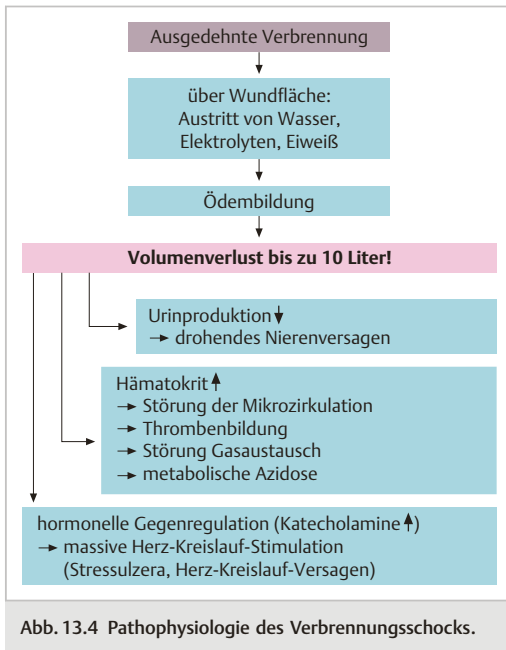 Ausgedehnte Verbrennung
über Wundfläche:
Austritt von Wasser,
Elektrolyten, Eiweiß
Ödembildung
Volumenverlust bis zu 10 Liter!
Urinproduktion ↓
→ drohendes Nierenversagen
Hämatokrit ↑
→ Störung der Mikrozirkulation
→ Thrombenbildung
→ Störung Gasaustausch
→ metabolische Azidose
hormonelle Gegenregulation (Katecholamine ↑)
→ massive Herz-Kreislauf-Stimulation
(Stressulzera, Herz-Kreislauf-Versagen)
Abb. 13.4 Pathophysiologie des Verbrennungsschocks.